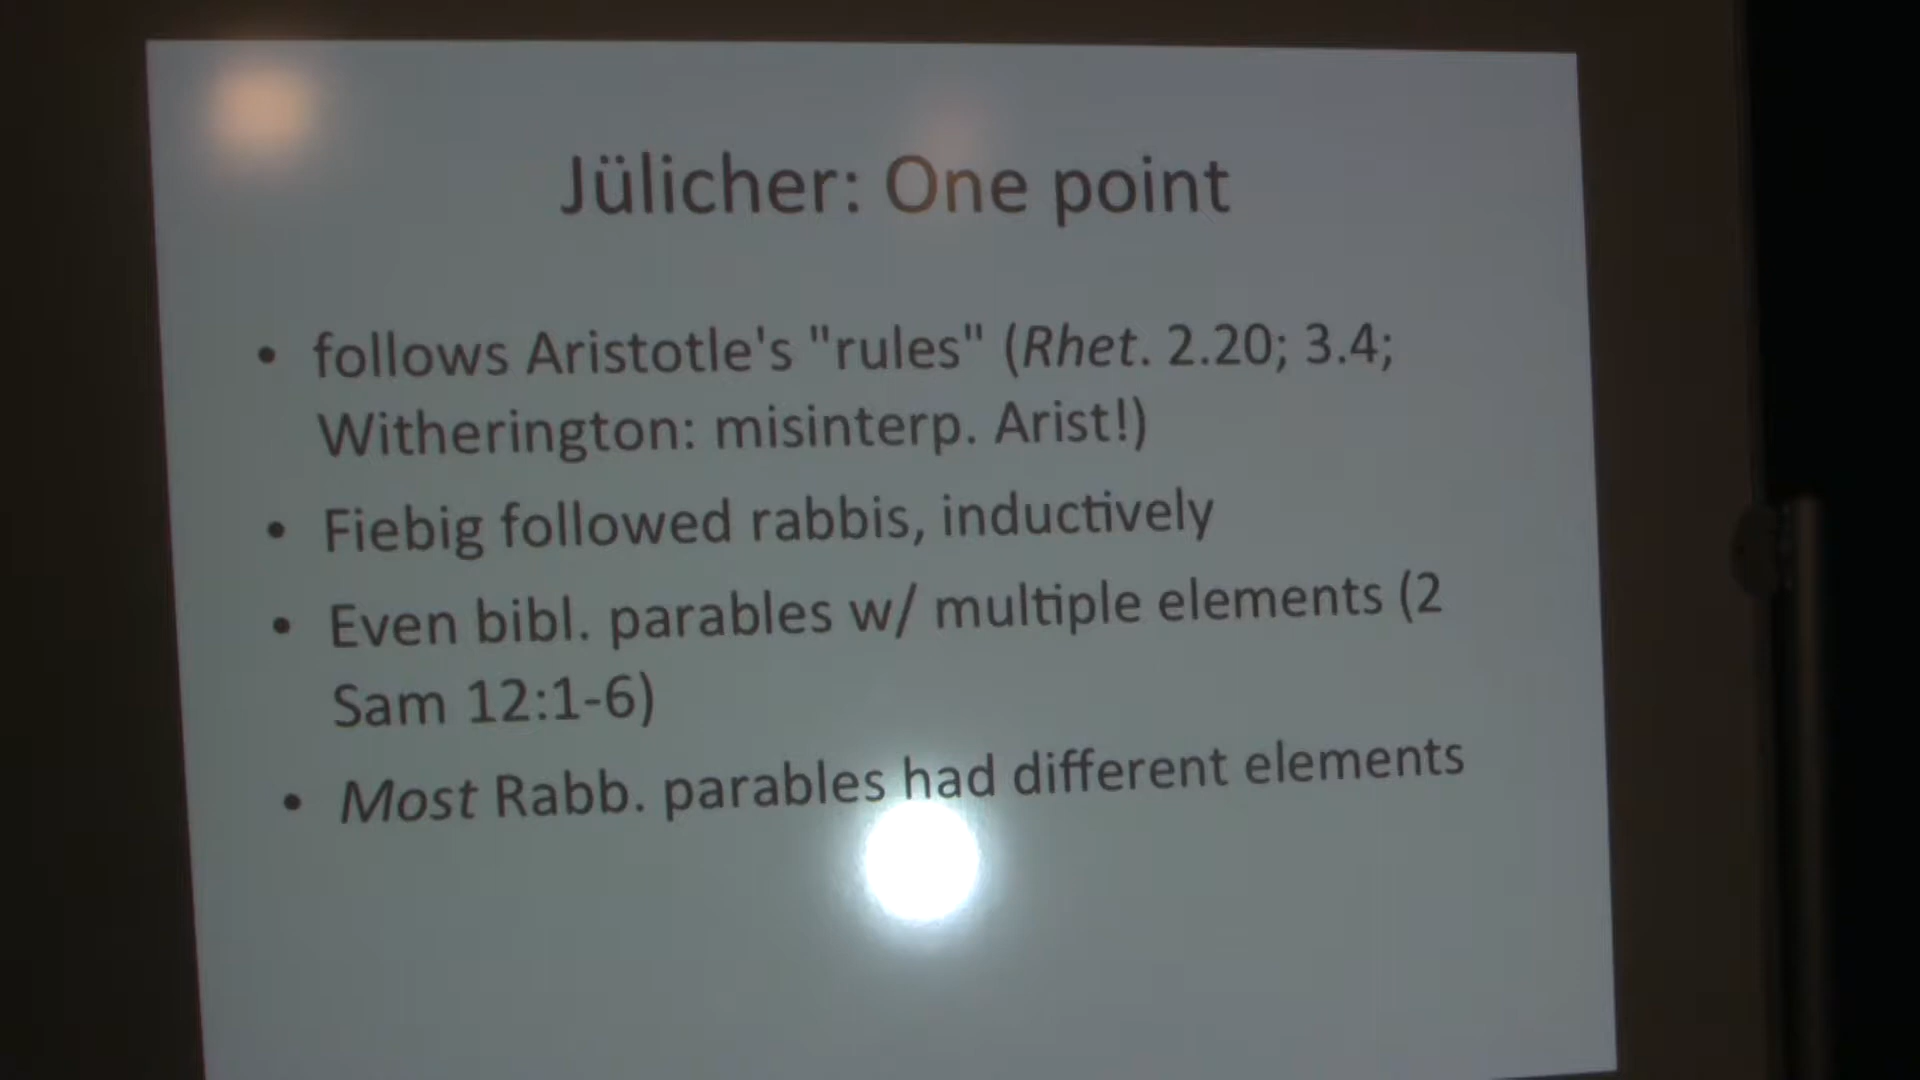 Jülicher: One point
• follows Aristotle's "rules" (Rhet. 2.20; 3.4;
Witherington: misinterp. Arist!)
• Fiebig followed rabbis, inductively
• Even bibl. parables w/ multiple elements (2
Sam 12:1-6)
• Most Rabb. parables had different elements